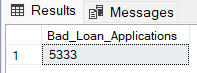 Results Messages
Bad_Loan_Applications
1 5333